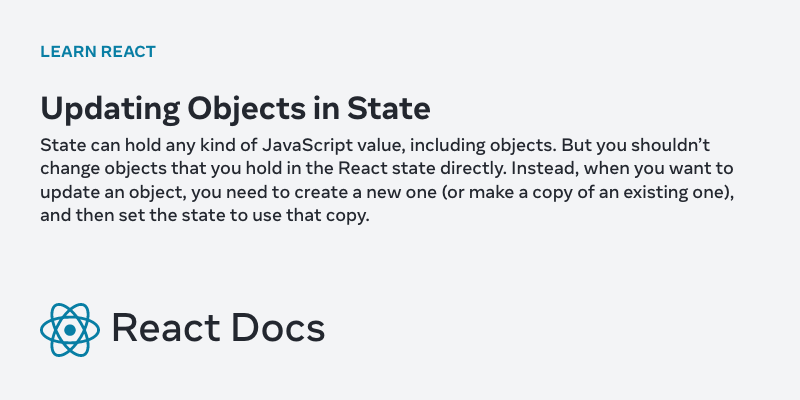 LEARN REACT
Updating Objects in State
State can hold any kind of JavaScript value, including objects. But you shouldn’t
change objects that you hold in the React state directly. Instead, when you want to
update an object, you need to create a new one (or make a copy of an existing one),
and then set the state to use that copy.
React Docs